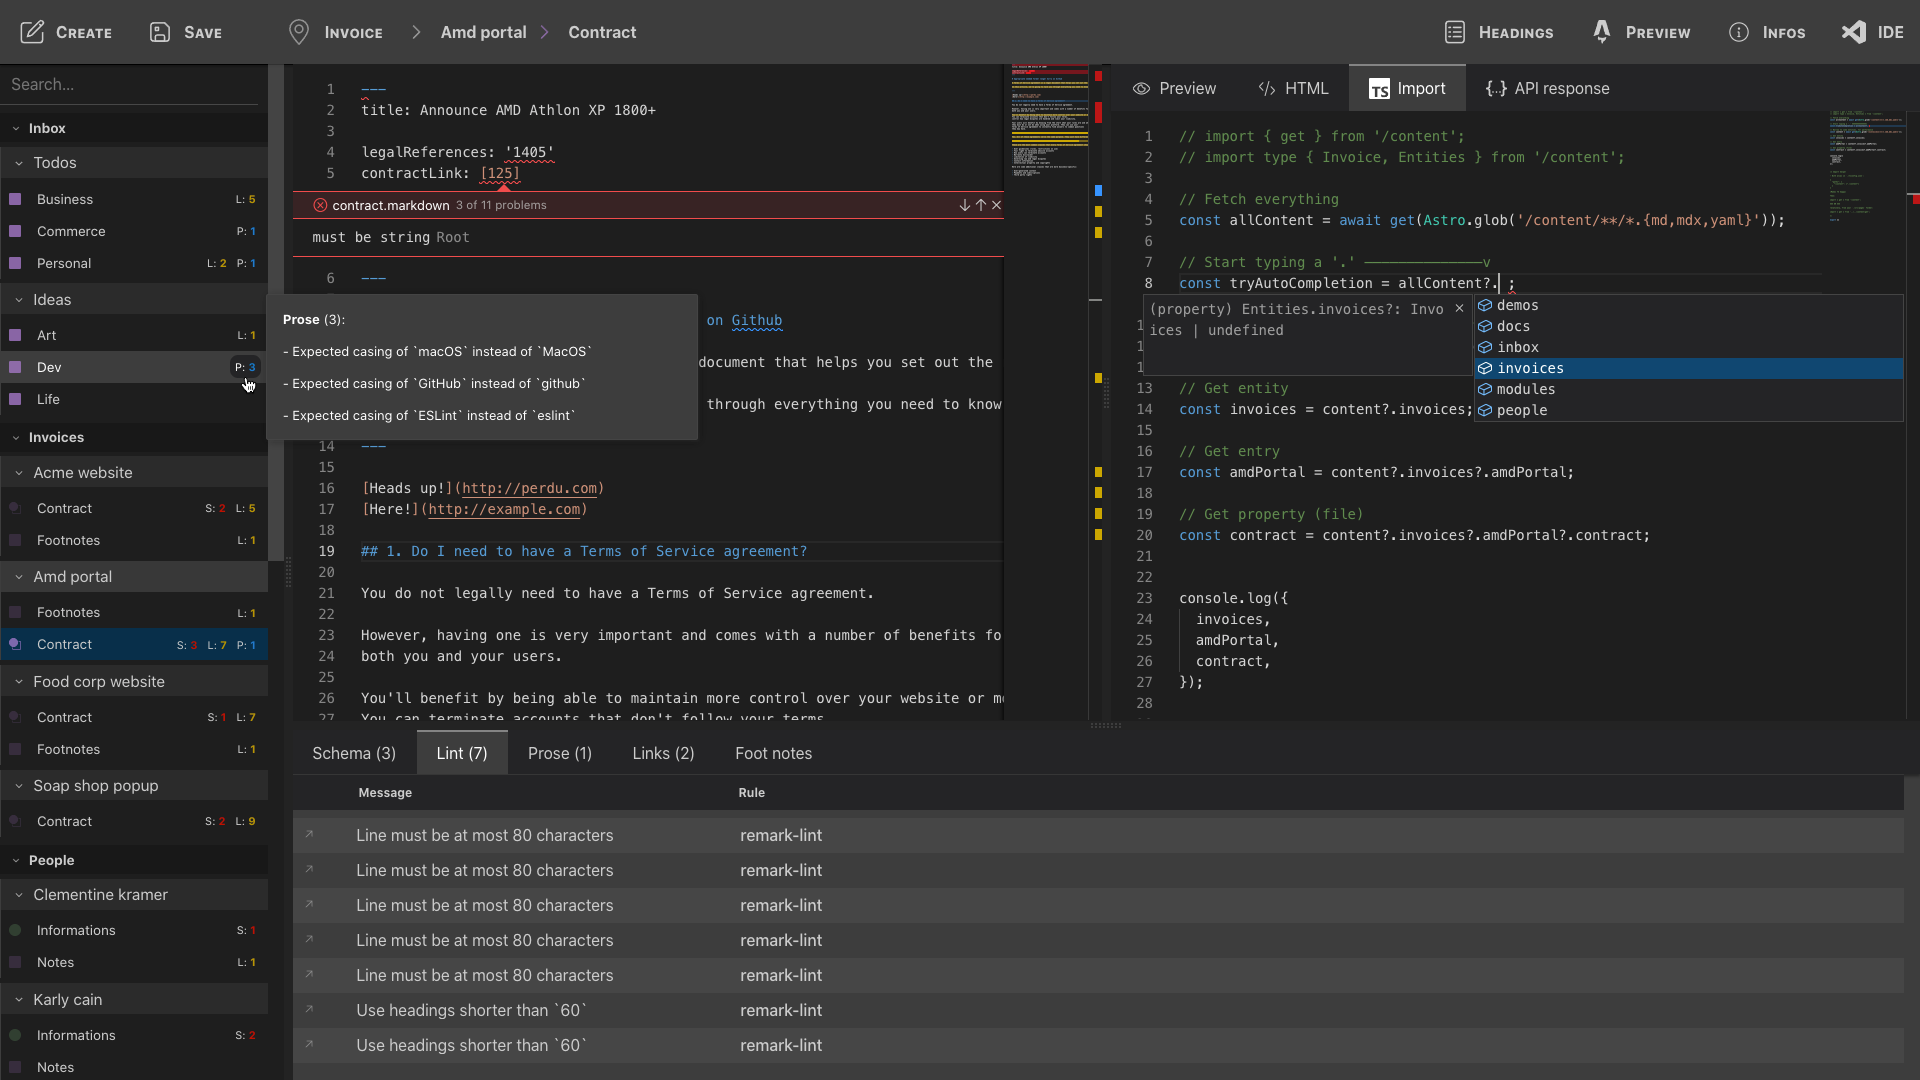 Create
Save
Invoice
Amd portal
Contract
Headings
Preview
Infos
IDE
Search...
Inbox
Todos
Business L: 5
Commerce P: 1
Personal L: 2 P: 1
Ideas
Art L: 1
Dev P: 3
Life
Invoices
Acme website
Contract S: 2 L: 5
Footnotes L: 1
Amd portal
Footnotes L: 1
Contract S: 3 L: 7 P: 1
Food corp website
Contract S: 1 L: 7
Footnotes L: 1
Soap shop popup
Contract S: 2 L: 9
People
Clementine kramer
Informations S: 1
Notes L: 1
Karly cain
Informations S: 2
Notes
1 ---
2 title: Announce AMD Athlon XP 1800+
3
4 legalReferences: '1405'
5 contractLink: [125]
contract.markdown 3 of 11 problems
must be string Root
6 ---
Prose (3):
- Expected casing of `macOS` instead of `MacOS`
- Expected casing of `GitHub` instead of `github`
- Expected casing of `ESLint` instead of `eslint`
on Github
document that helps you set out the
through everything you need to know
14 ---
15
16 [Heads up!](http://perdu.com)
17 [Here!](http://example.com)
18
19 ## 1. Do I need to have a Terms of Service agreement?
20
21 You do not legally need to have a Terms of Service agreement.
22
23 However, having one is very important and comes with a number of benefits fo
24 both you and your users.
25
26 You'll benefit by being able to maintain more control over your website or m
27 You can terminate accounts that don't follow your terms
Preview
HTML
TS Import
{..} API response
1 // import { get } from '/content';
2 // import type { Invoice, Entities } from '/content';
3
4 // Fetch everything
5 const allContent = await get(Astro.glob('/content/**/*.{md,mdx,yaml}'));
6
7 // Start typing a '.' ——————————————v
8 const tryAutoCompletion = allContent?. ;
(property) Entities.invoices?: Invo
ices | undefined
demos
docs
inbox
invoices
modules
people
1
1
1
13 // Get entity
14 const invoices = content?.invoices;
15
16 // Get entry
17 const amdPortal = content?.invoices?.amdPortal;
18
19 // Get property (file)
20 const contract = content?.invoices?.amdPortal?.contract;
21
22
23 console.log({
24 invoices,
25 amdPortal,
26 contract,
27 });
28
Schema (3)
Lint (7)
Prose (1)
Links (2)
Foot notes
Message Rule
Line must be at most 80 characters remark-lint
Line must be at most 80 characters remark-lint
Line must be at most 80 characters remark-lint
Line must be at most 80 characters remark-lint
Line must be at most 80 characters remark-lint
Use headings shorter than `60` remark-lint
Use headings shorter than `60` remark-lint